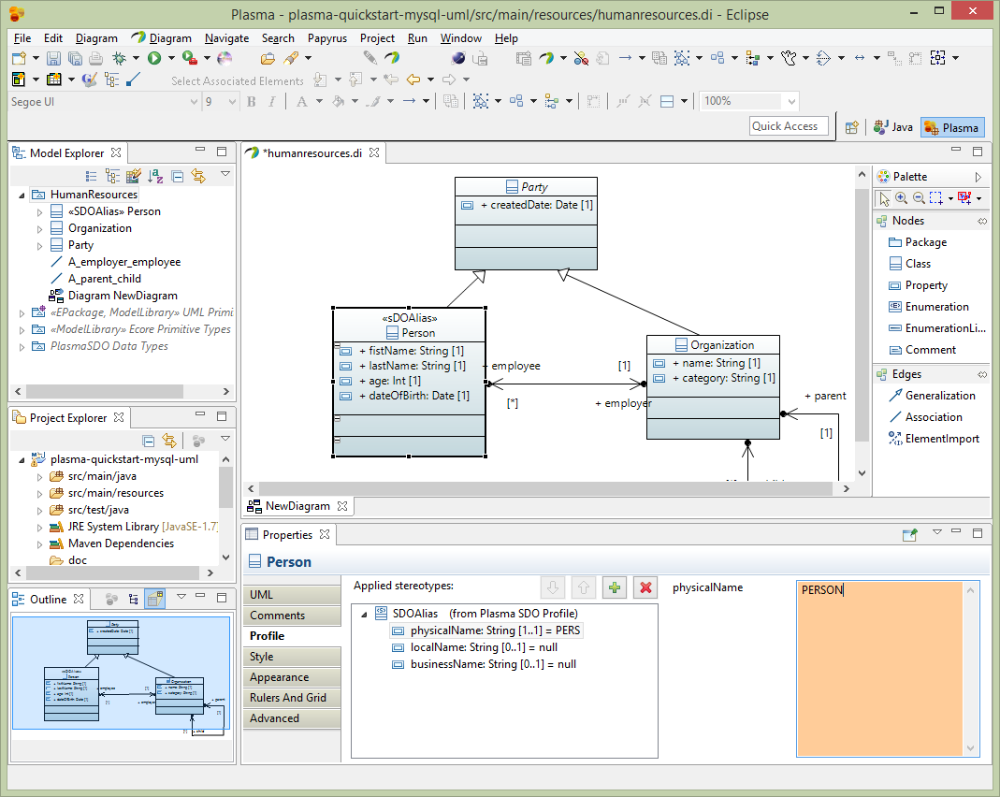 Plasma - plasma-quickstart-mysql-uml/src/main/resources/humanresources.di - Eclipse
File Edit Diagram Diagram Navigate Search Papyrus Project Run Window Help
Select Associated Elements
Segoe UI 9 B I A 100%
Quick Access Java Plasma
Model Explorer
HumanResources
«SDOAlias» Person
Organization
Party
A_employer_employee
A_parent_child
Diagram NewDiagram
«EPackage, ModelLibrary» UML Primi
«ModelLibrary» Ecore Primitive Types
PlasmaSDO Data Types
Project Explorer
plasma-quickstart-mysql-uml
src/main/java
src/main/resources
src/test/java
JRE System Library [JavaSE-1.7]
Maven Dependencies
doc
Outline
*humanresources.di
Party
+ createdDate: Date [1]
«sDOAlias»
Person
+ fistName: String [1]
+ lastName: String [1]
+ age: Int [1]
+ dateOfBirth: Date [1]
+ employee
[*]
[1]
+ employer
Organization
+ name: String [1]
+ category: String [1]
+ parent
[1]
NewDiagram
Palette
Nodes
Package
Class
Property
Enumeration
EnumerationLi...
Comment
Edges
Generalization
Association
ElementImport
Properties
Person
UML
Comments
Profile
Style
Appearance
Rulers And Grid
Advanced
Applied stereotypes:
SDOAlias (from Plasma SDO Profile)
physicalName: String [1..1] = PERS
localName: String [0..1] = null
businessName: String [0..1] = null
physicalName
PERSON